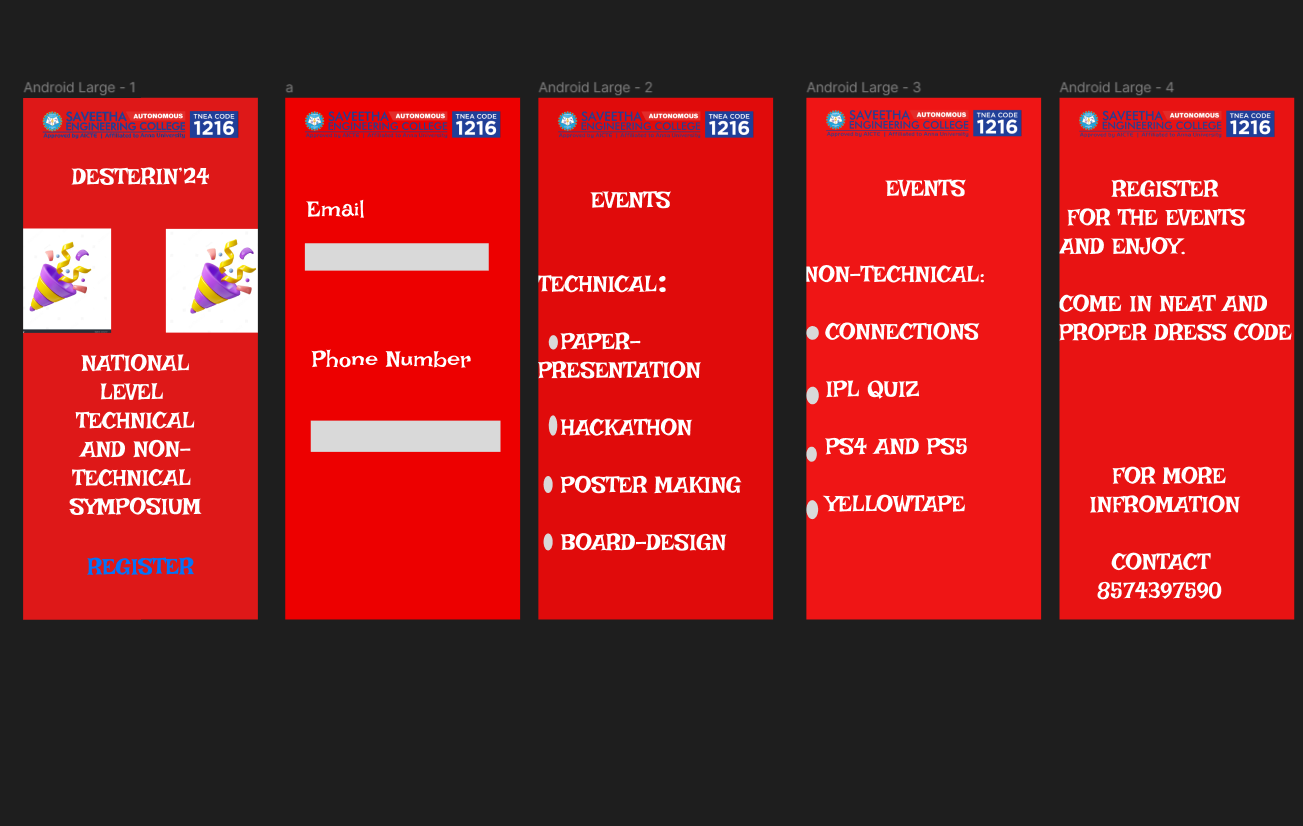 Android Large - 1
SAVEETHA AUTONOMOUS
ENGINEERING COLLEGE
TNEA CODE
1216
DESTERIN'24
NATIONAL
LEVEL
TECHNICAL
AND NON-
TECHNICAL
SYMPOSIUM
REGISTER
a
SAVEETHA AUTONOMOUS
ENGINEERING COLLEGE
TNEA CODE
1216
Email
Phone Number
Android Large - 2
SAVEETHA AUTONOMOUS
ENGINEERING COLLEGE
TNEA CODE
1216
EVENTS
TECHNICAL:
PAPER-
PRESENTATION
HACKATHON
POSTER MAKING
BOARD-DESIGN
Android Large - 3
SAVEETHA AUTONOMOUS
ENGINEERING COLLEGE
TNEA CODE
1216
EVENTS
NON-TECHNICAL:
CONNECTIONS
IPL QUIZ
PS4 AND PS5
YELLOWTAPE
Android Large - 4
SAVEETHA AUTONOMOUS
ENGINEERING COLLEGE
TNEA CODE
1216
REGISTER
FOR THE EVENTS
AND ENJOY.
COME IN NEAT AND
PROPER DRESS CODE
FOR MORE
INFROMATION
CONTACT
8574397590